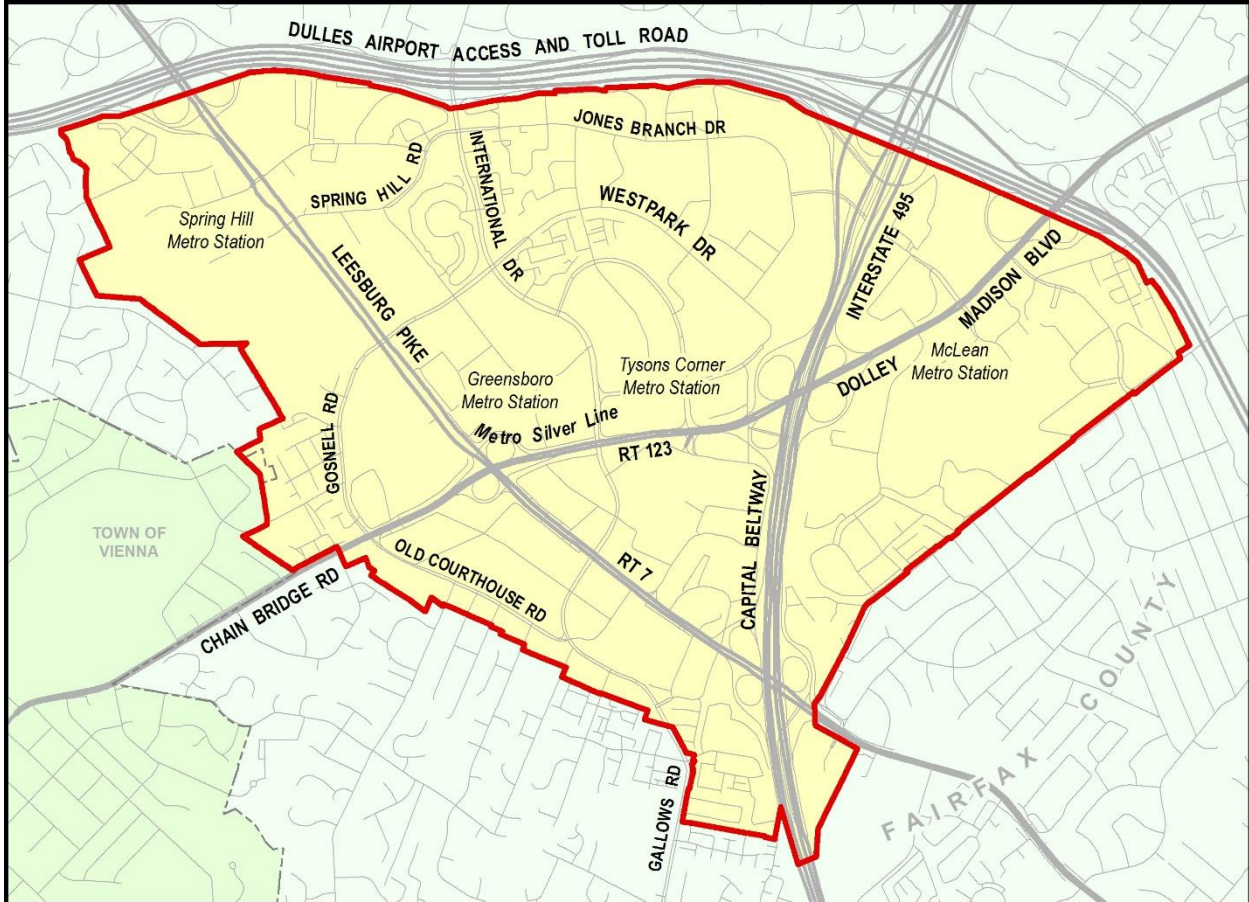 DULLES AIRPORT ACCESS AND TOLL ROAD
JONES BRANCH DR
INTERNATIONAL DR
SPRING HILL RD
WESTPARK DR
Spring Hill
Metro Station
LEESBURG PIKE
INTERSTATE 495
MADISON BLVD
DOLLEY
McLean
Metro Station
Tysons Corner
Metro Station
Greensboro
Metro Station
Metro Silver Line
RT 123
GOSNELL RD
CAPITAL BELTWAY
TOWN OF
VIENNA
OLD COURTHOUSE RD
RT 7
CHAIN BRIDGE RD
GALLOWS RD
FAIRFAX COUNTY